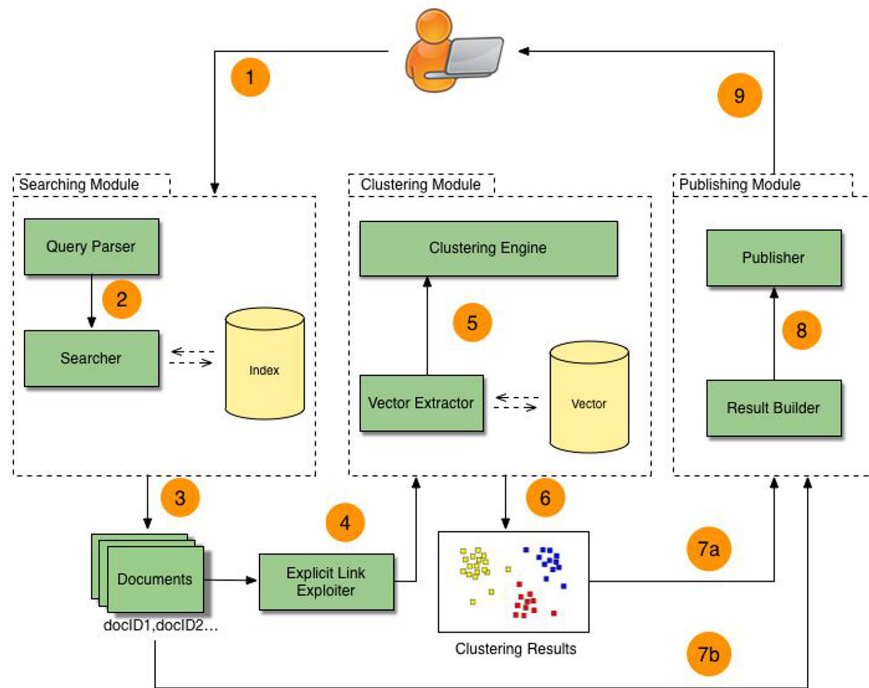 1
9
Searching Module
Clustering Module
Publishing Module
Query Parser
Clustering Engine
Publisher
2
5
8
Searcher
Index
Vector Extractor
Vector
Result Builder
3
6
4
7a
Documents
Explicit Link
Exploiter
docID1,docID2...
Clustering Results
7b